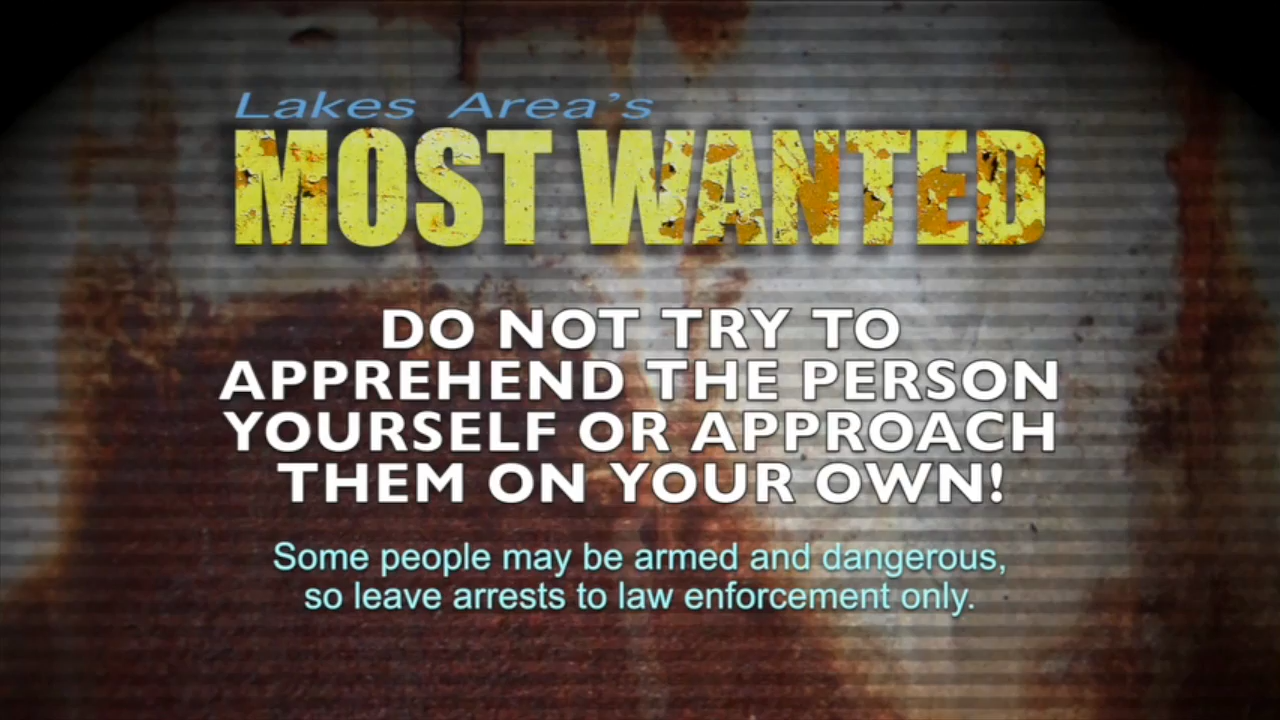 Lakes Area's
MOST WANTED
DO NOT TRY TO
APPREHEND THE PERSON
YOURSELF OR APPROACH
THEM ON YOUR OWN!
Some people may be armed and dangerous,
so leave arrests to law enforcement only.